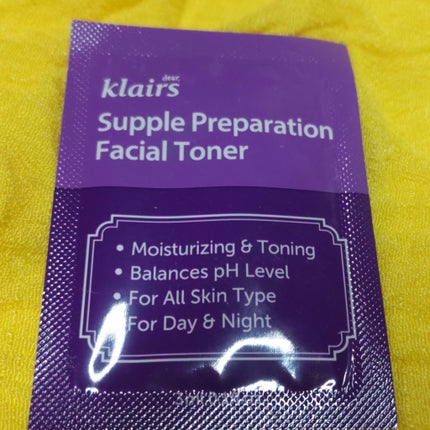 dear,
klairs
Supple Preparation
Facial Toner
• Moisturizing & Toning
• Balances pH Level
• For All Skin Type
• For Day & Night